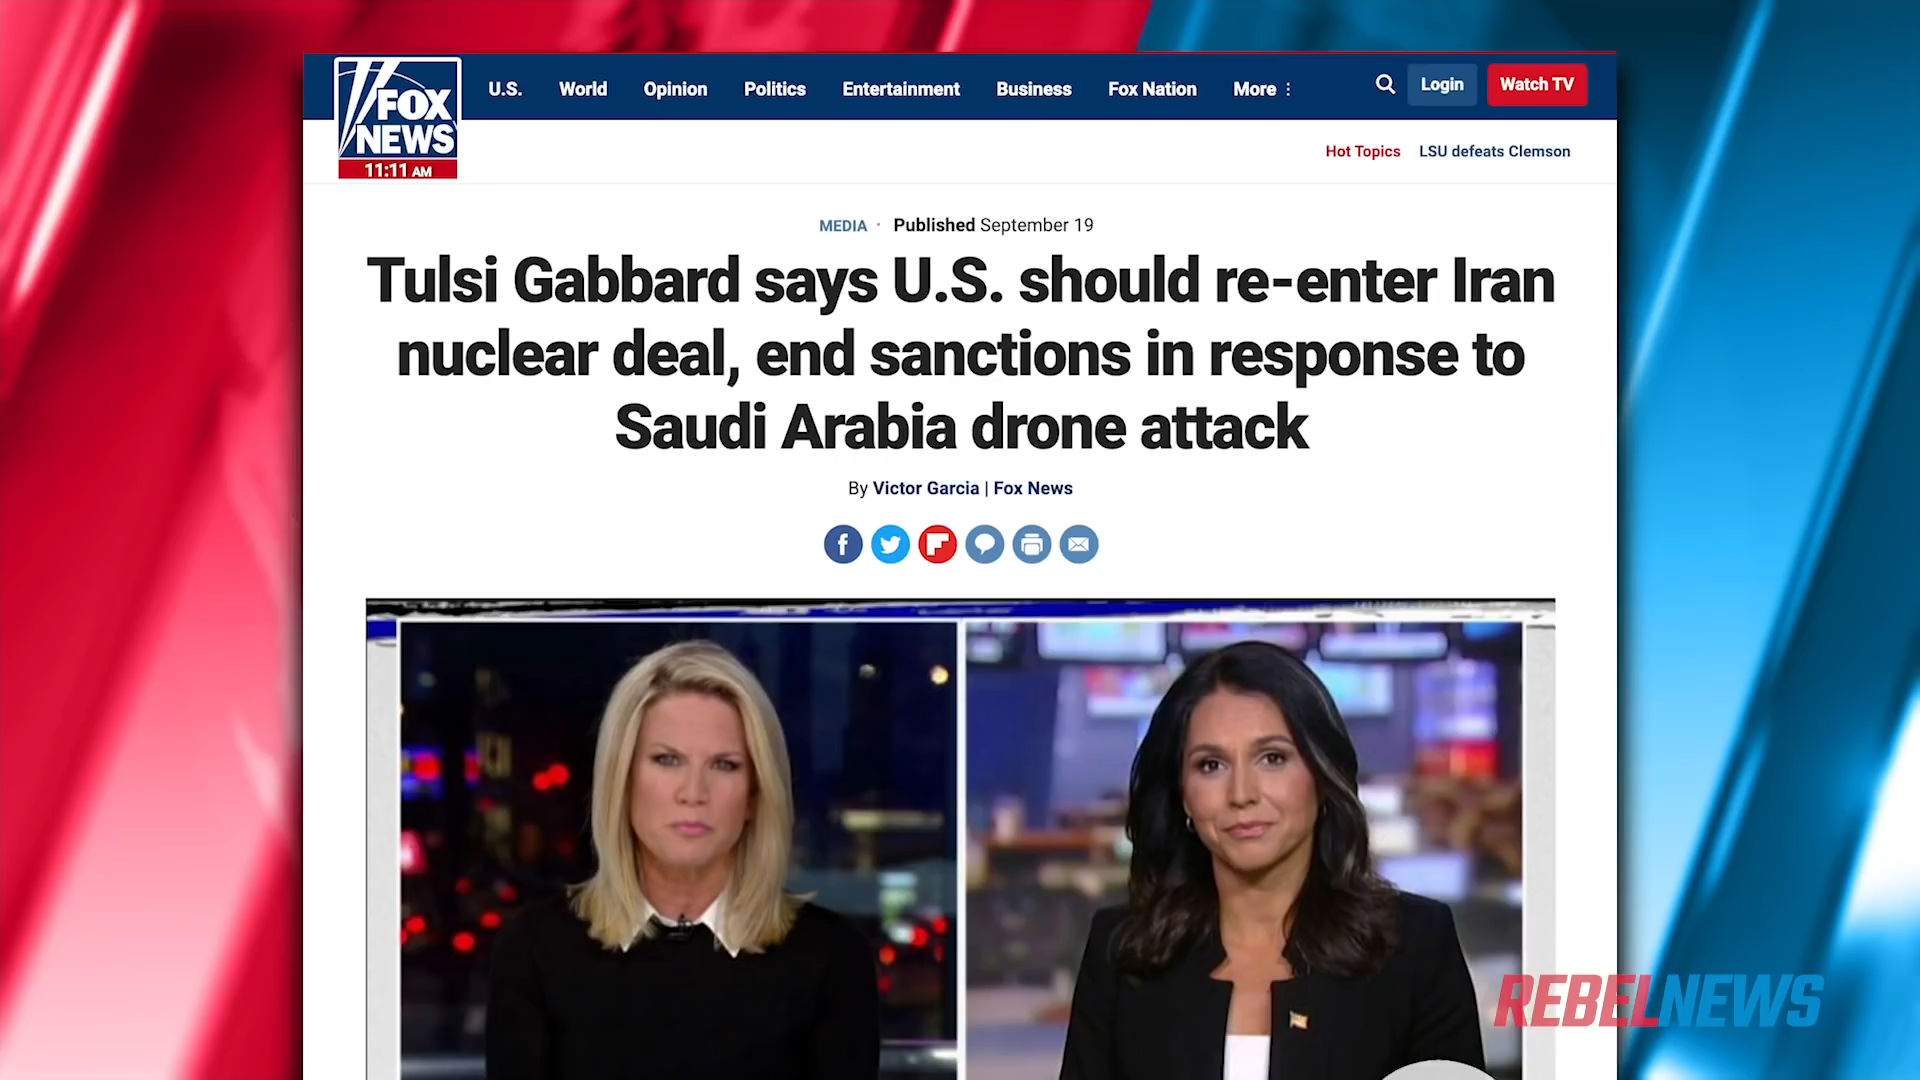 FOX
NEWS
11:11 AM
U.S. World Opinion Politics Entertainment Business Fox Nation More Login Watch TV
Hot Topics LSU defeats Clemson
MEDIA · Published September 19
Tulsi Gabbard says U.S. should re-enter Iran
nuclear deal, end sanctions in response to
Saudi Arabia drone attack
By Victor Garcia | Fox News
REBELNEWS